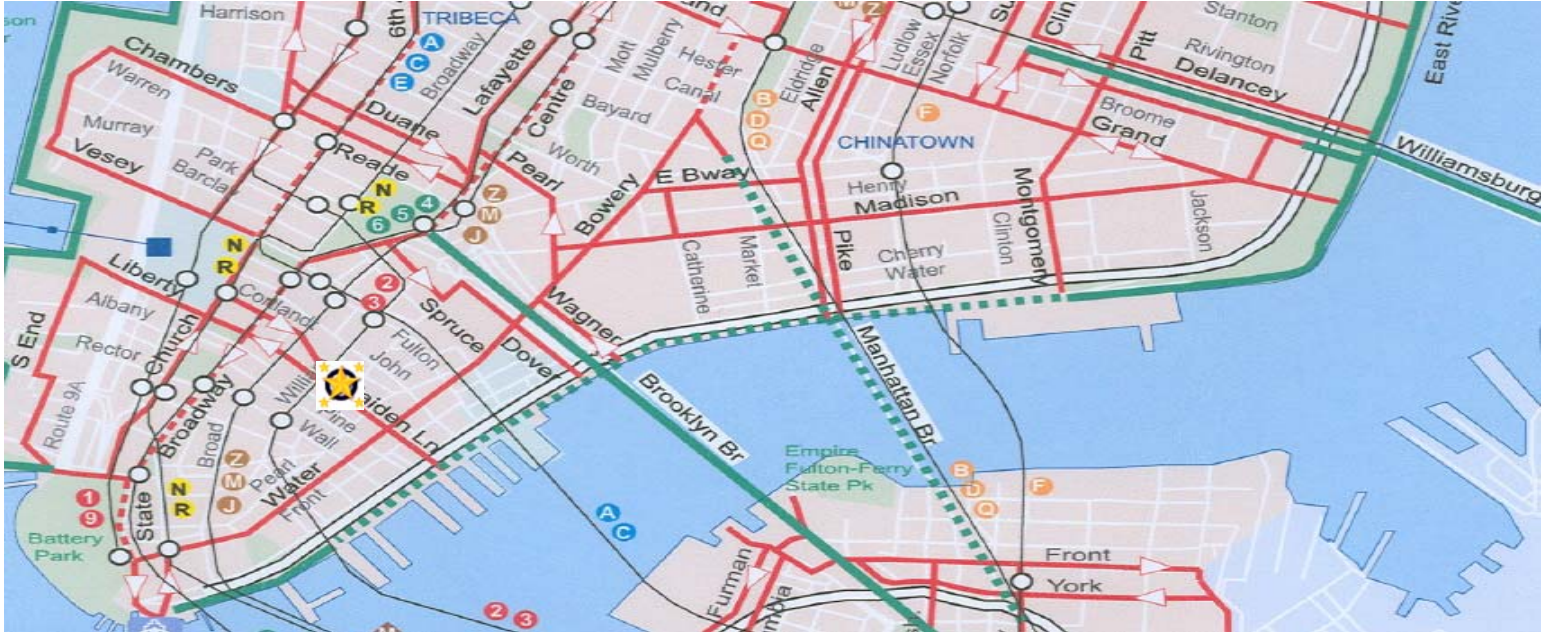 Harrison
6th
TRIBECA
A
C
E
Broadway
Lafayette
Mott
Mulberry
Hester
Canal
Eldridge
Allen
Ludlow
Essex
Norfolk
Pitt
Stanton
Rivington
Delancey
East River
M
Z
Chambers
Warren
Murray
Vesey
Park
Barclay
Duane
Reade
Centre
Bayard
Worth
Pearl
Bowery
E Bway
B
D
Q
F
CHINATOWN
Henry
Madison
Broome
Grand
Williamsburg
N
R
6
5
4
Z
M
J
N
R
Liberty
Albany
Rector
S End
Route 9A
Church
Cortlandt
2
3
Spruce
Fulton
John
Wagner
Dover
Catherine
Market
Pike
Cherry
Water
Clinton
Montgomery
Jackson
Broadway
Broad
Pine
Wall
Maiden Ln
Pearl
Water
Front
Z
M
J
N
R
1
9
State
Battery
Park
Brooklyn Br
Manhattan Br
Empire
Fulton-Ferry
State Pk
A
C
B
D
Q
F
2
3
Furman
Front
York